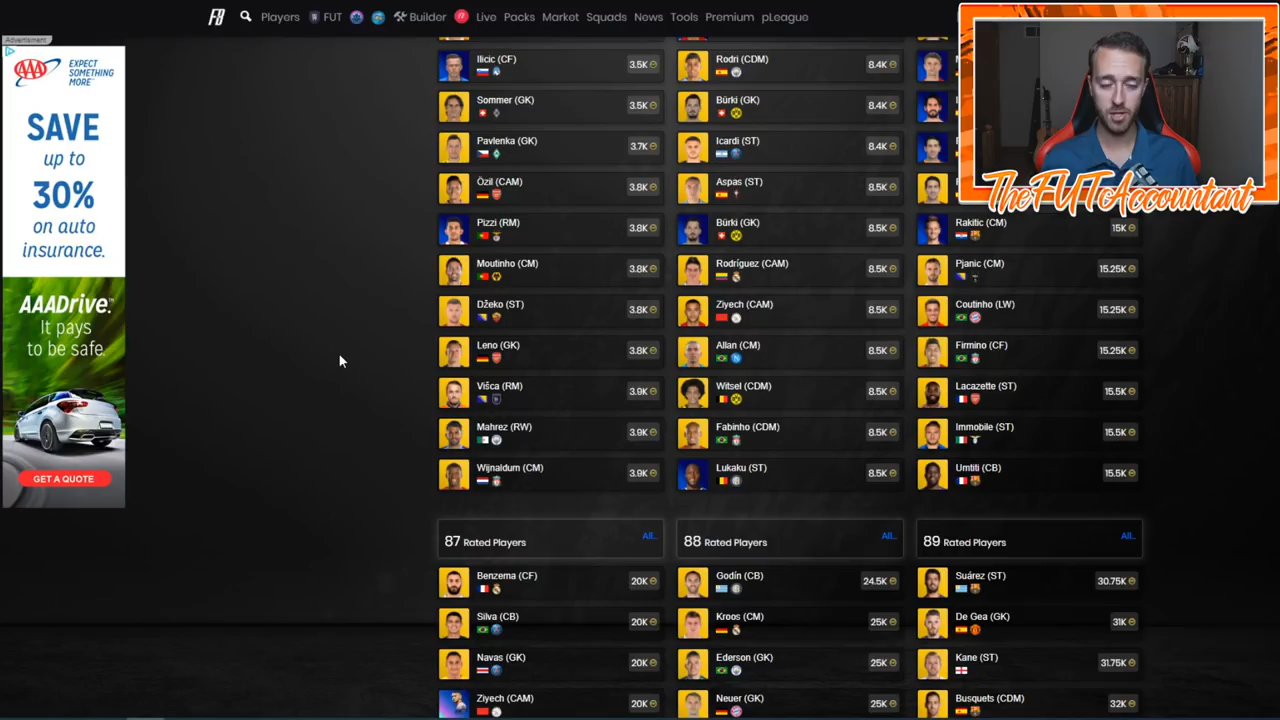 F8 Players FUT Builder Live Packs Market Squads News Tools Premium pLeague
Advertisement
AAA EXPECT
SOMETHING
MORE
SAVE
up to
30%
on auto
insurance.
AAADrive.™
It pays
to be safe.
GET A QUOTE
Ilicic (CF) 3.5K
Sommer (GK) 3.5K
Pavlenka (GK) 3.7K
Özil (CAM) 3.8K
Pizzi (RM) 3.8K
Moutinho (CM) 3.8K
Džeko (ST) 3.8K
Leno (GK) 3.8K
Višca (RM) 3.9K
Mahrez (RW) 3.9K
Wijnaldum (CM) 3.9K
Rodri (CDM) 8.4K
Bürki (GK) 8.4K
Icardi (ST) 8.4K
Aspas (ST) 8.5K
Bürki (GK) 8.5K
Rodríguez (CAM) 8.5K
Ziyech (CAM) 8.5K
Allan (CM) 8.5K
Witsel (CDM) 8.5K
Fabinho (CDM) 8.5K
Lukaku (ST) 8.5K
Rakitic (CM) 15K
Pjanic (CM) 15.25K
Coutinho (LW) 15.25K
Firmino (CF) 15.25K
Lacazette (ST) 15.5K
Immobile (ST) 15.5K
Umtiti (CB) 15.5K
87 Rated Players All..
Benzema (CF) 20K
Silva (CB) 20K
Navas (GK) 20K
Ziyech (CAM) 20K
88 Rated Players All..
Godín (CB) 24.5K
Kroos (CM) 25K
Ederson (GK) 25K
Neuer (GK) 25K
89 Rated Players All..
Suárez (ST) 30.75K
De Gea (GK) 31K
Kane (ST) 31.75K
Busquets (CDM) 32K
TheFUTAccountant